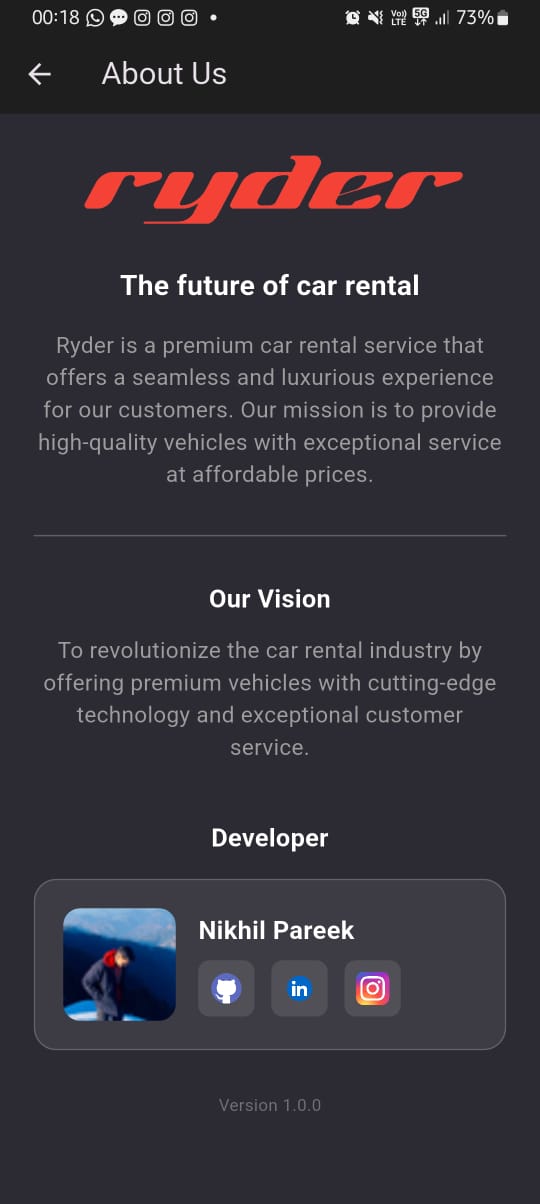 00:18 73%
About Us
ryder
The future of car rental
Ryder is a premium car rental service that
offers a seamless and luxurious experience
for our customers. Our mission is to provide
high-quality vehicles with exceptional service
at affordable prices.
Our Vision
To revolutionize the car rental industry by
offering premium vehicles with cutting-edge
technology and exceptional customer
service.
Developer
Nikhil Pareek
in
Version 1.0.0